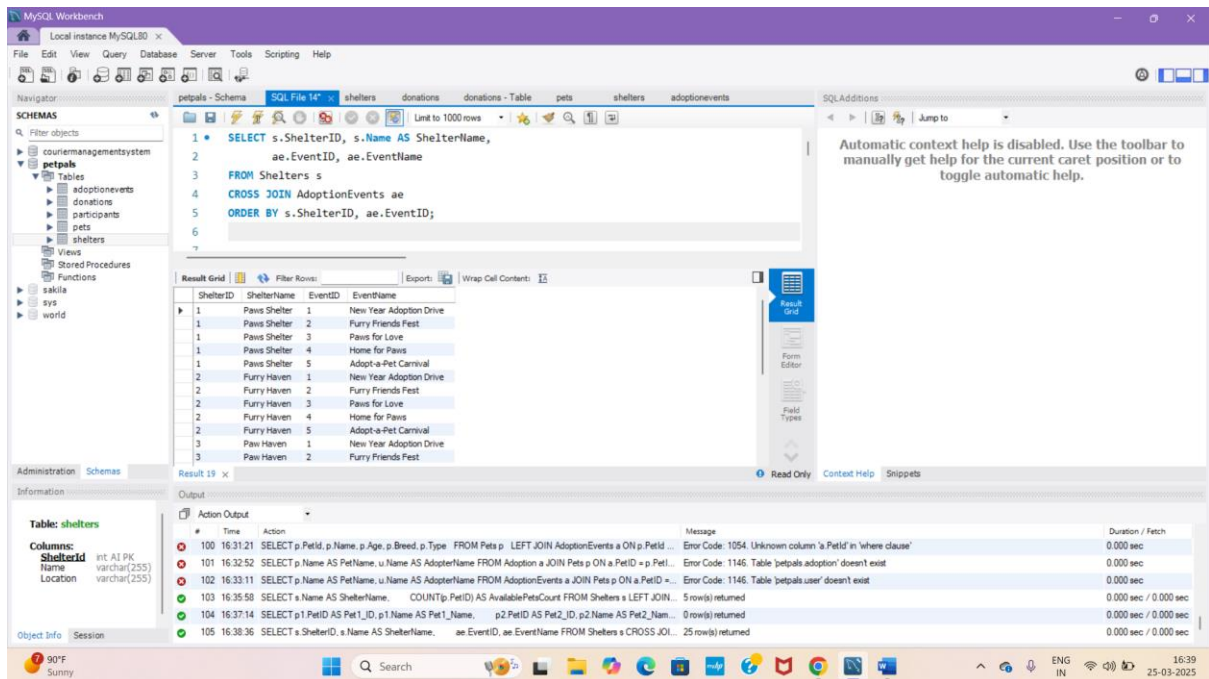 MySQL Workbench
Local instance MySQL80 ×
File Edit View Query Database Server Tools Scripting Help
Navigator
SCHEMAS
Filter objects
couriermanagementsystem
petpals
Tables
adoptionevents
donations
participants
pets
shelters
Views
Stored Procedures
Functions
sakila
sys
world
Administration Schemas
Information
Table: shelters
Columns:
ShelterId int AI PK
Name varchar(255)
Location varchar(255)
Object Info Session
petpals - Schema SQL File 14* × shelters donations donations - Table pets shelters adoptionevents
Limit to 1000 rows
1 SELECT s.ShelterID, s.Name AS ShelterName,
2 ae.EventID, ae.EventName
3 FROM Shelters s
4 CROSS JOIN AdoptionEvents ae
5 ORDER BY s.ShelterID, ae.EventID;
6
7
Result Grid Filter Rows: Export: Wrap Cell Content:
ShelterID ShelterName EventID EventName
1 Paws Shelter 1 New Year Adoption Drive
1 Paws Shelter 2 Furry Friends Fest
1 Paws Shelter 3 Paws for Love
1 Paws Shelter 4 Home for Paws
1 Paws Shelter 5 Adopt-a-Pet Carnival
2 Furry Haven 1 New Year Adoption Drive
2 Furry Haven 2 Furry Friends Fest
2 Furry Haven 3 Paws for Love
2 Furry Haven 4 Home for Paws
2 Furry Haven 5 Adopt-a-Pet Carnival
3 Paw Haven 1 New Year Adoption Drive
3 Paw Haven 2 Furry Friends Fest
Result Grid
Form Editor
Field Types
Result 19 × Read Only
SQLAdditions
Jump to
Automatic context help is disabled. Use the toolbar to
manually get help for the current caret position or to
toggle automatic help.
Context Help Snippets
Output
Action Output
# Time Action Message Duration / Fetch
100 16:31:21 SELECT p.PetId, p.Name, p.Age, p.Breed, p.Type FROM Pets p LEFT JOIN AdoptionEvents a ON p.PetId ... Error Code: 1054. Unknown column 'a.PetId' in 'where clause' 0.000 sec
101 16:32:52 SELECT p.Name AS PetName, u.Name AS AdopterName FROM Adoption a JOIN Pets p ON a.PetID = p.PetI... Error Code: 1146. Table 'petpals.adoption' doesn't exist 0.000 sec
102 16:33:11 SELECT p.Name AS PetName, u.Name AS AdopterName FROM AdoptionEvents a JOIN Pets p ON a.PetID =... Error Code: 1146. Table 'petpals.user' doesn't exist 0.000 sec
103 16:35:58 SELECT s.Name AS ShelterName, COUNT(p.PetID) AS AvailablePetsCount FROM Shelters s LEFT JOIN... 5 row(s) returned 0.000 sec / 0.000 sec
104 16:37:14 SELECT p1.PetID AS Pet1_ID, p1.Name AS Pet1_Name, p2.PetID AS Pet2_ID, p2.Name AS Pet2_Nam... 0 row(s) returned 0.000 sec / 0.000 sec
105 16:38:36 SELECT s.ShelterID, s.Name AS ShelterName, ae.EventID, ae.EventName FROM Shelters s CROSS JOI... 25 row(s) returned 0.000 sec / 0.000 sec
7
90°F
Sunny
Search
ENG
IN
16:39
25-03-2025